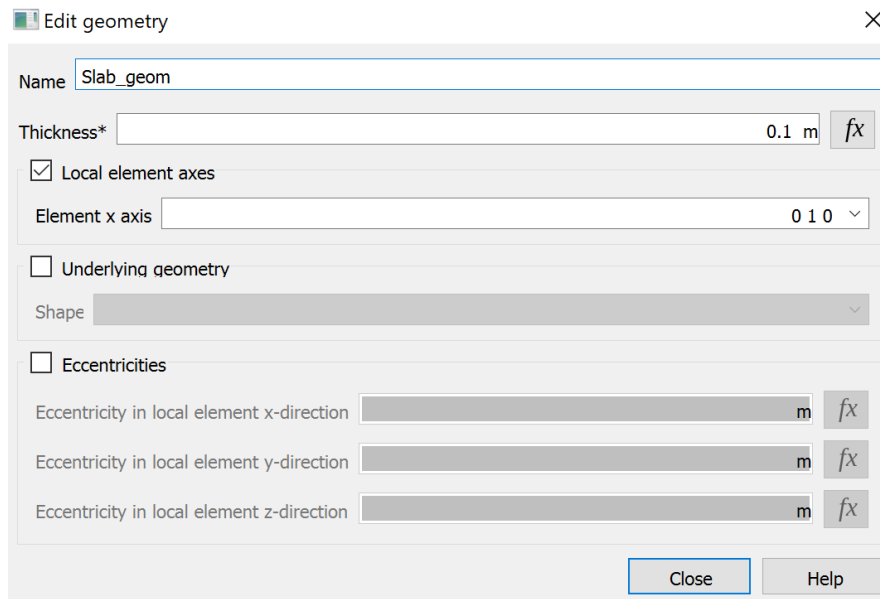 Edit geometry
Name Slab_geom
Thickness* 0.1 m fx
Local element axes
Element x axis 0 1 0
Underlying geometry
Shape
Eccentricities
Eccentricity in local element x-direction m fx
Eccentricity in local element y-direction m fx
Eccentricity in local element z-direction m fx
Close Help